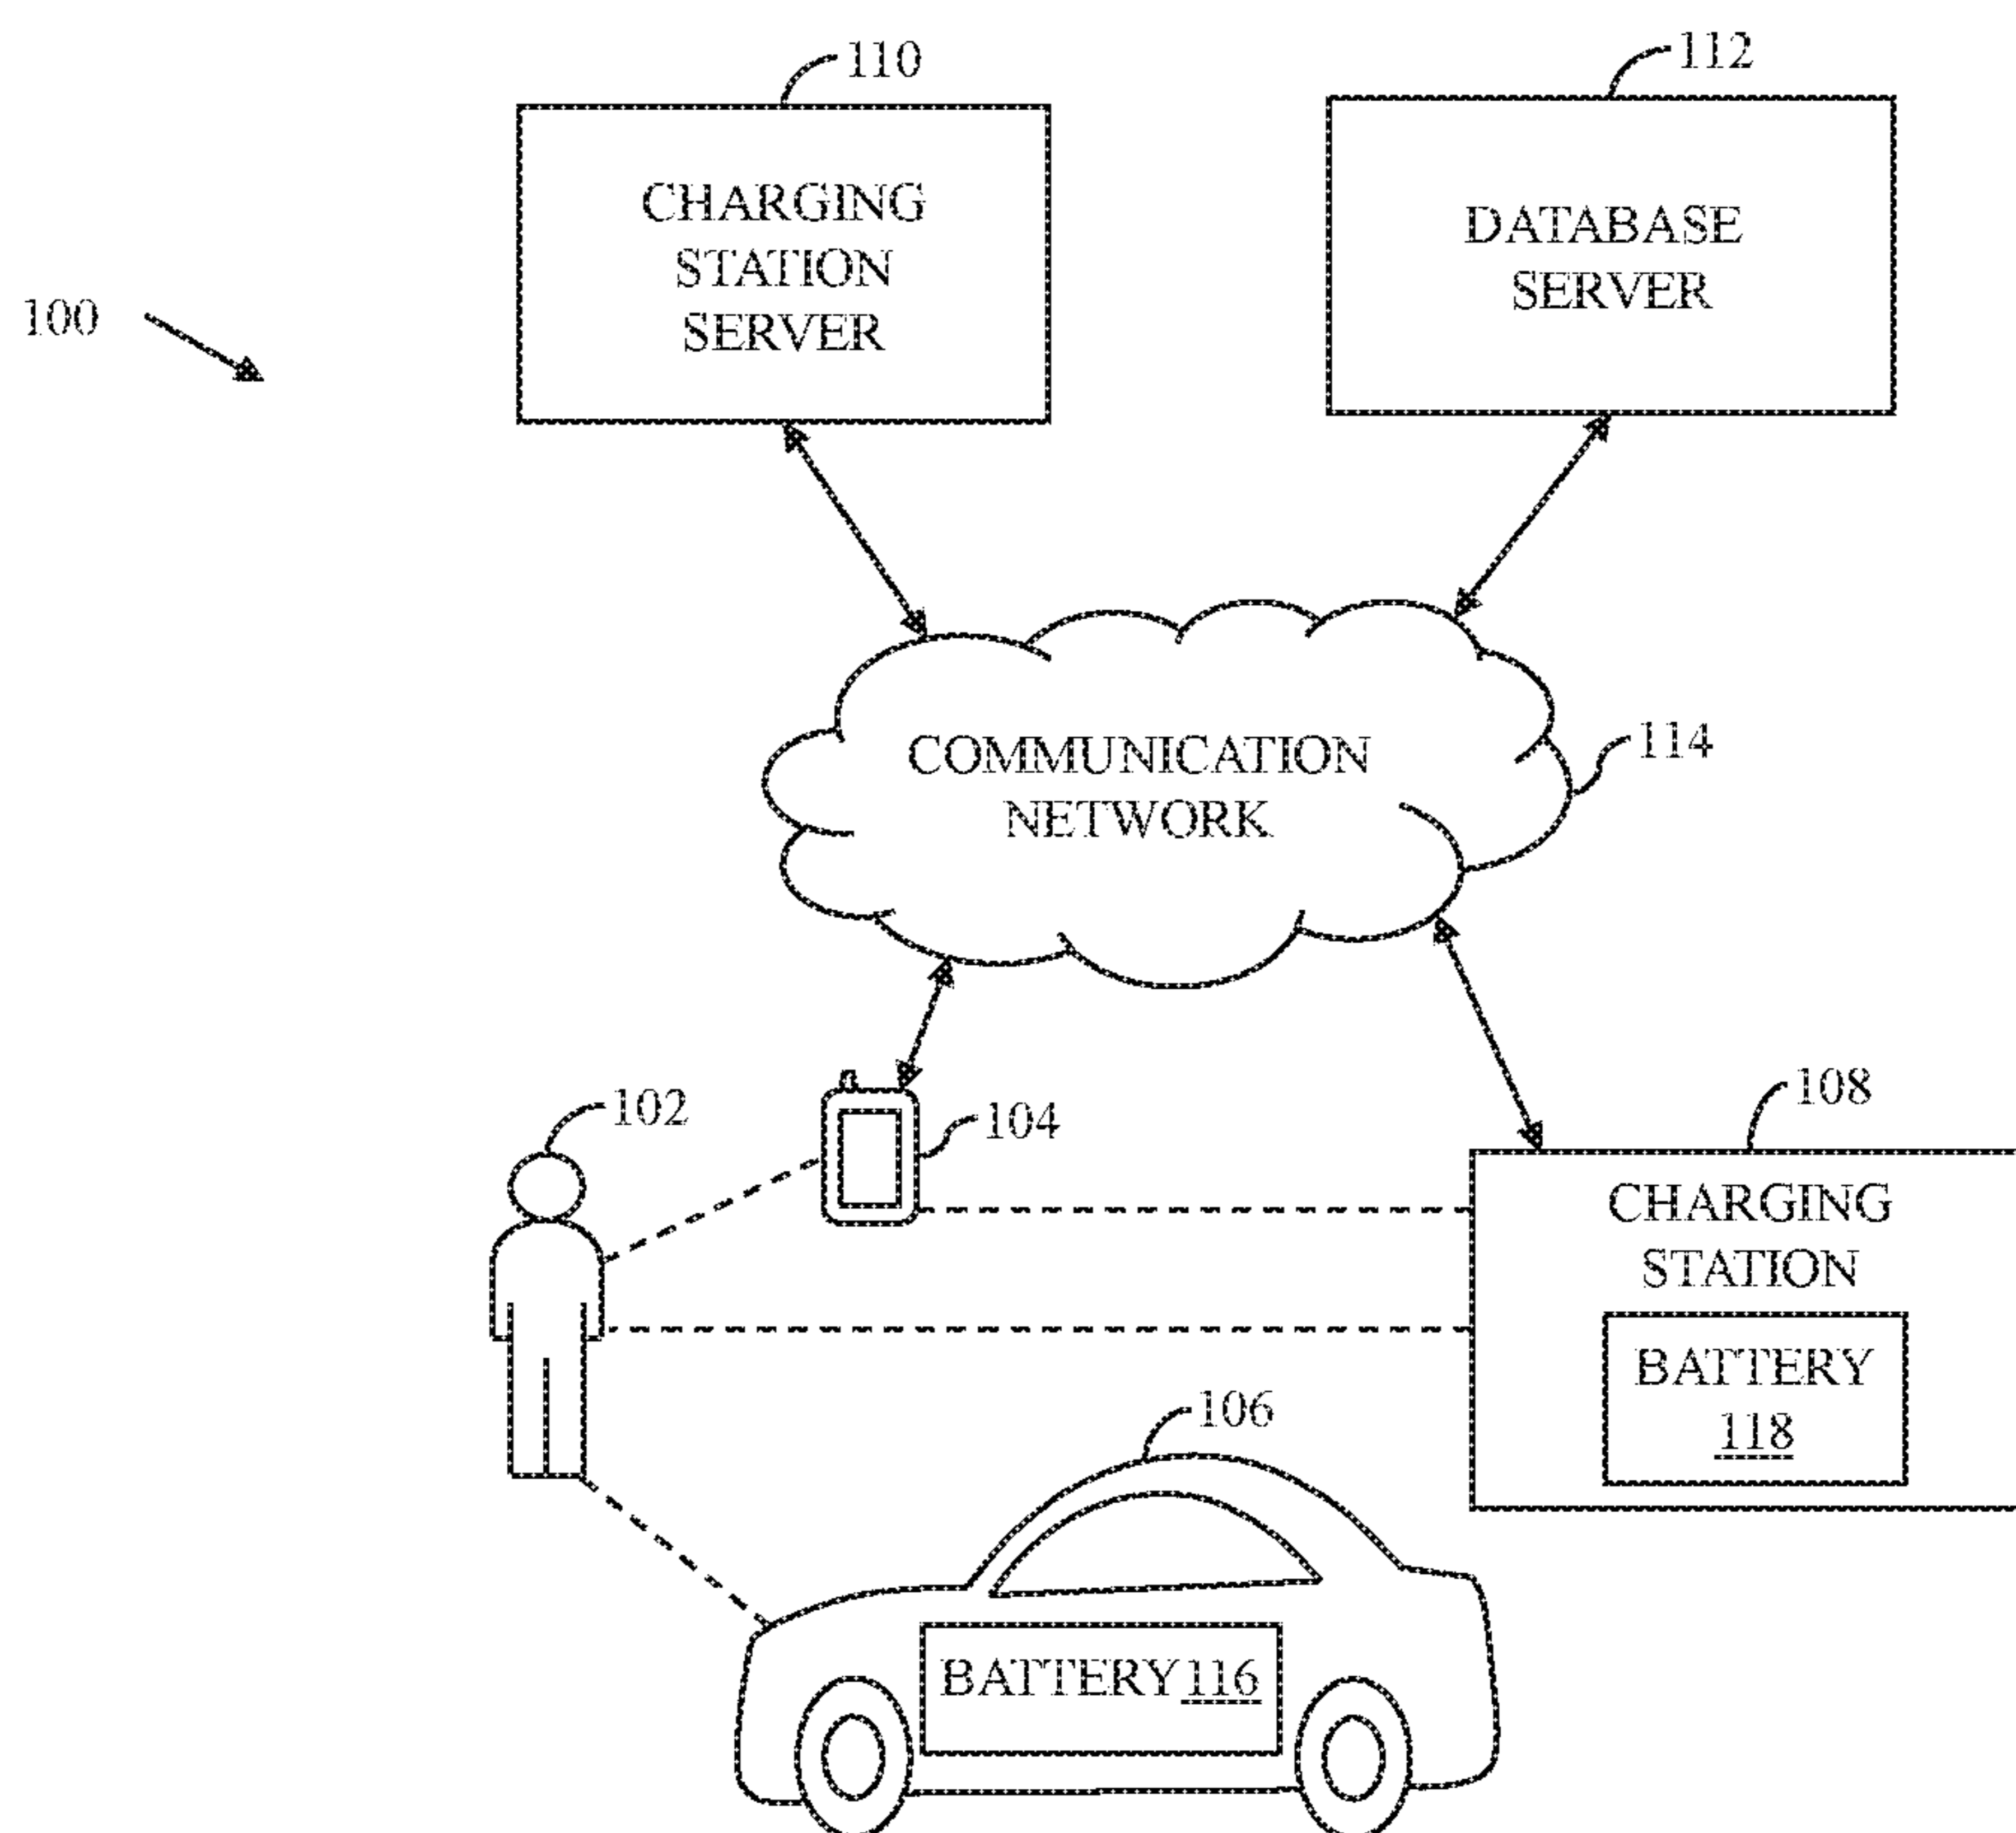 110
112
CHARGING
STATION
SERVER
DATABASE
SERVER
100
COMMUNICATION
NETWORK
114
102
104
108
CHARGING
STATION
BATTERY
118
106
BATTERY 116